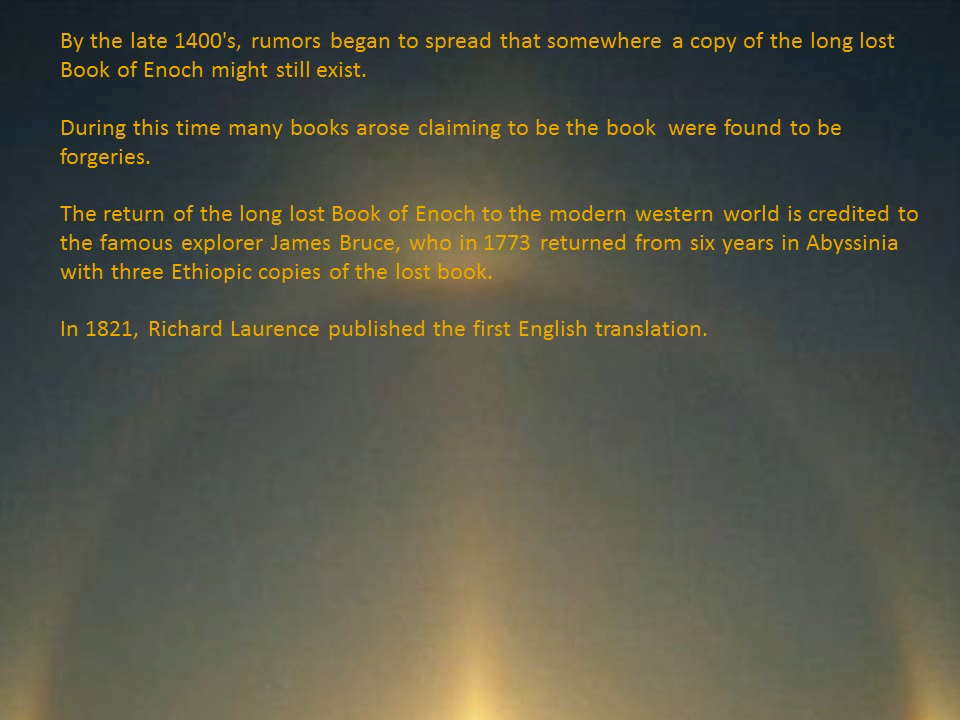 By the late 1400's, rumors began to spread that somewhere a copy of the long lost
Book of Enoch might still exist.
During this time many books arose claiming to be the book were found to be
forgeries.
The return of the long lost Book of Enoch to the modern western world is credited to
the famous explorer James Bruce, who in 1773 returned from six years in Abyssinia
with three Ethiopic copies of the lost book.
In 1821, Richard Laurence published the first English translation.